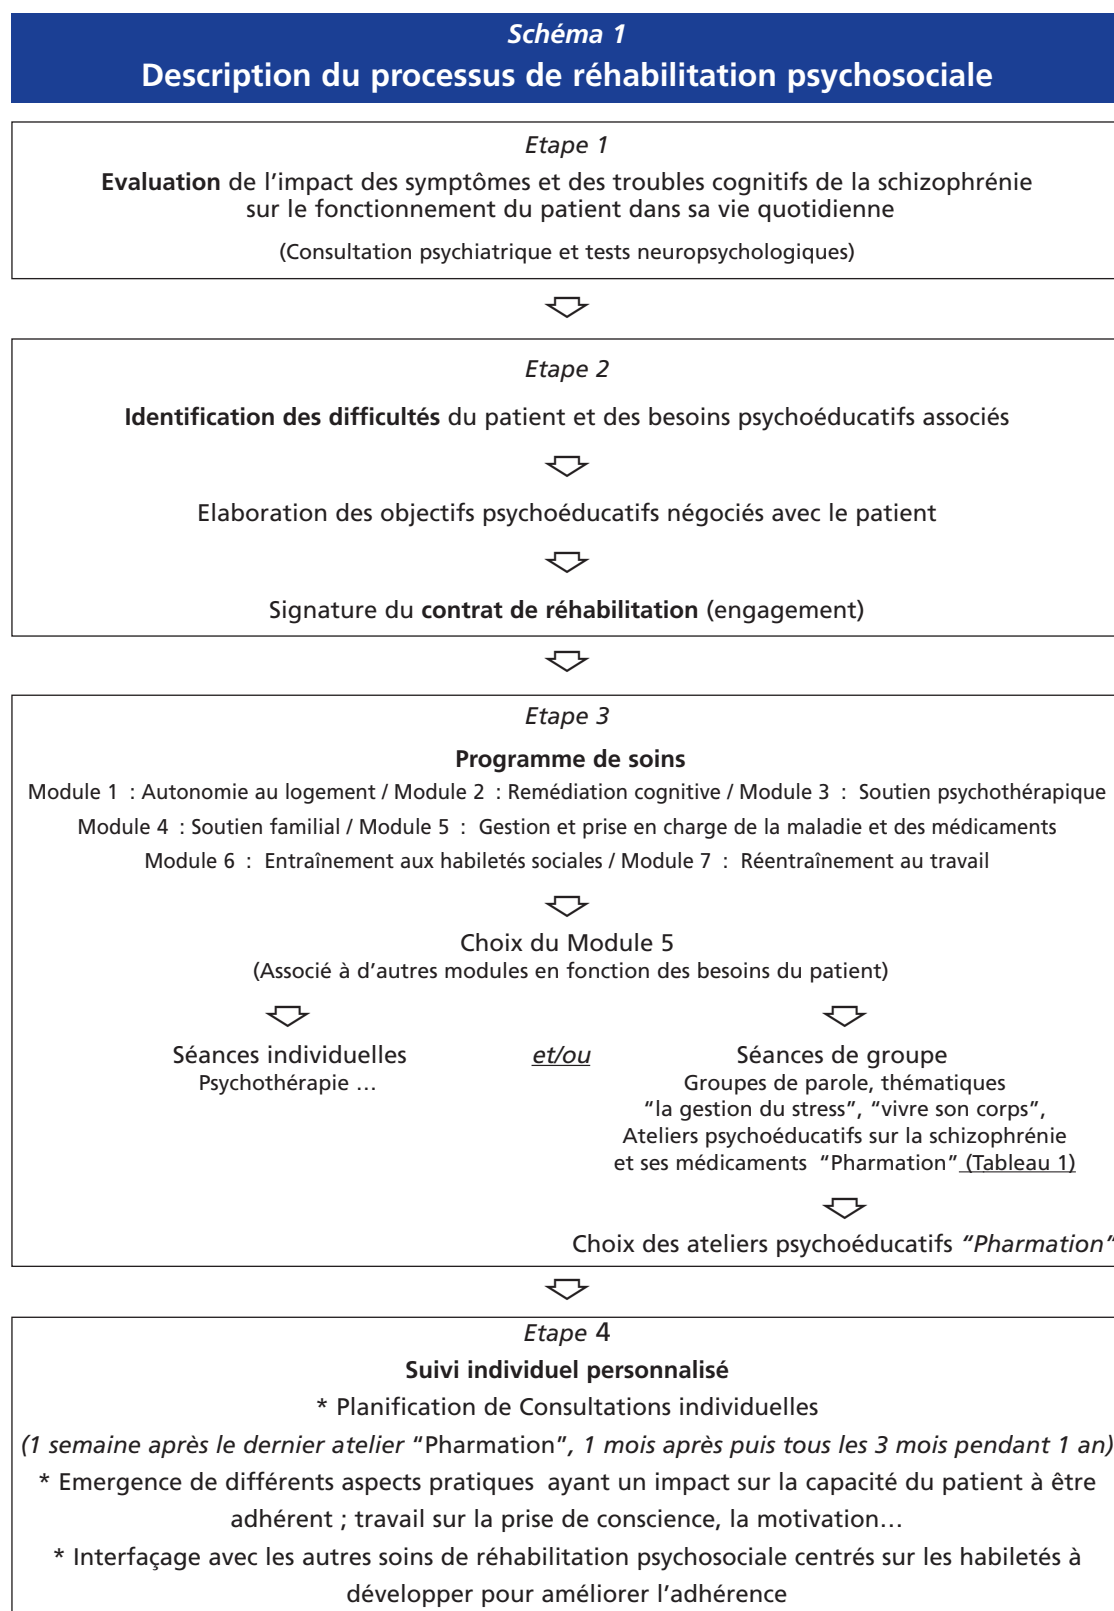 Schéma 1
Description du processus de réhabilitation psychosociale
Etape 1
Evaluation de l’impact des symptômes et des troubles cognitifs de la schizophrénie
sur le fonctionnement du patient dans sa vie quotidienne
(Consultation psychiatrique et tests neuropsychologiques)
Etape 2
Identification des difficultés du patient et des besoins psychoéducatifs associés
Elaboration des objectifs psychoéducatifs négociés avec le patient
Signature du contrat de réhabilitation (engagement)
Etape 3
Programme de soins
Module 1 : Autonomie au logement / Module 2 : Remédiation cognitive / Module 3 : Soutien psychothérapique
Module 4 : Soutien familial / Module 5 : Gestion et prise en charge de la maladie et des médicaments
Module 6 : Entraînement aux habiletés sociales / Module 7 : Réentraînement au travail
Choix du Module 5
(Associé à d’autres modules en fonction des besoins du patient)
Séances individuelles
Psychothérapie …
et/ou
Séances de groupe
Groupes de parole, thématiques
“la gestion du stress”, “vivre son corps”,
Ateliers psychoéducatifs sur la schizophrénie
et ses médicaments “Pharmation” (Tableau 1)
Choix des ateliers psychoéducatifs “Pharmation”
Etape 4
Suivi individuel personnalisé
* Planification de Consultations individuelles
(1 semaine après le dernier atelier “Pharmation”, 1 mois après puis tous les 3 mois pendant 1 an)
* Emergence de différents aspects pratiques ayant un impact sur la capacité du patient à être
adhérent ; travail sur la prise de conscience, la motivation…
* Interfaçage avec les autres soins de réhabilitation psychosociale centrés sur les habiletés à
développer pour améliorer l’adhérence